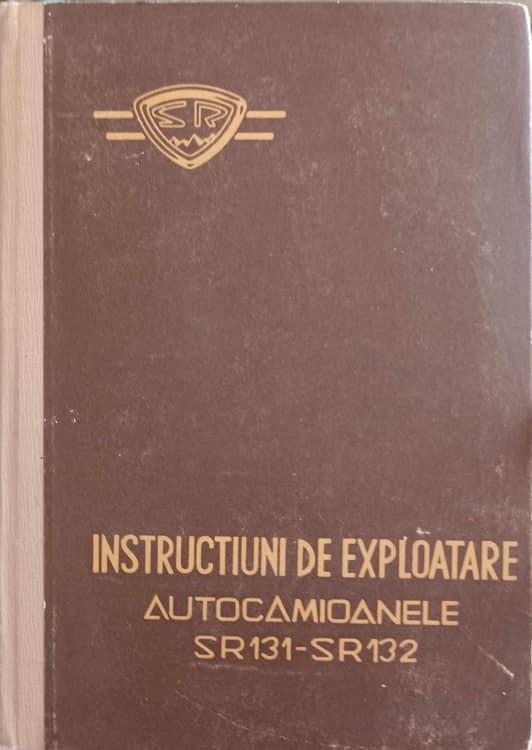 SR
INSTRUCTIUNI DE EXPLOATARE
AUTOCAMIOANELE
SR131-SR132